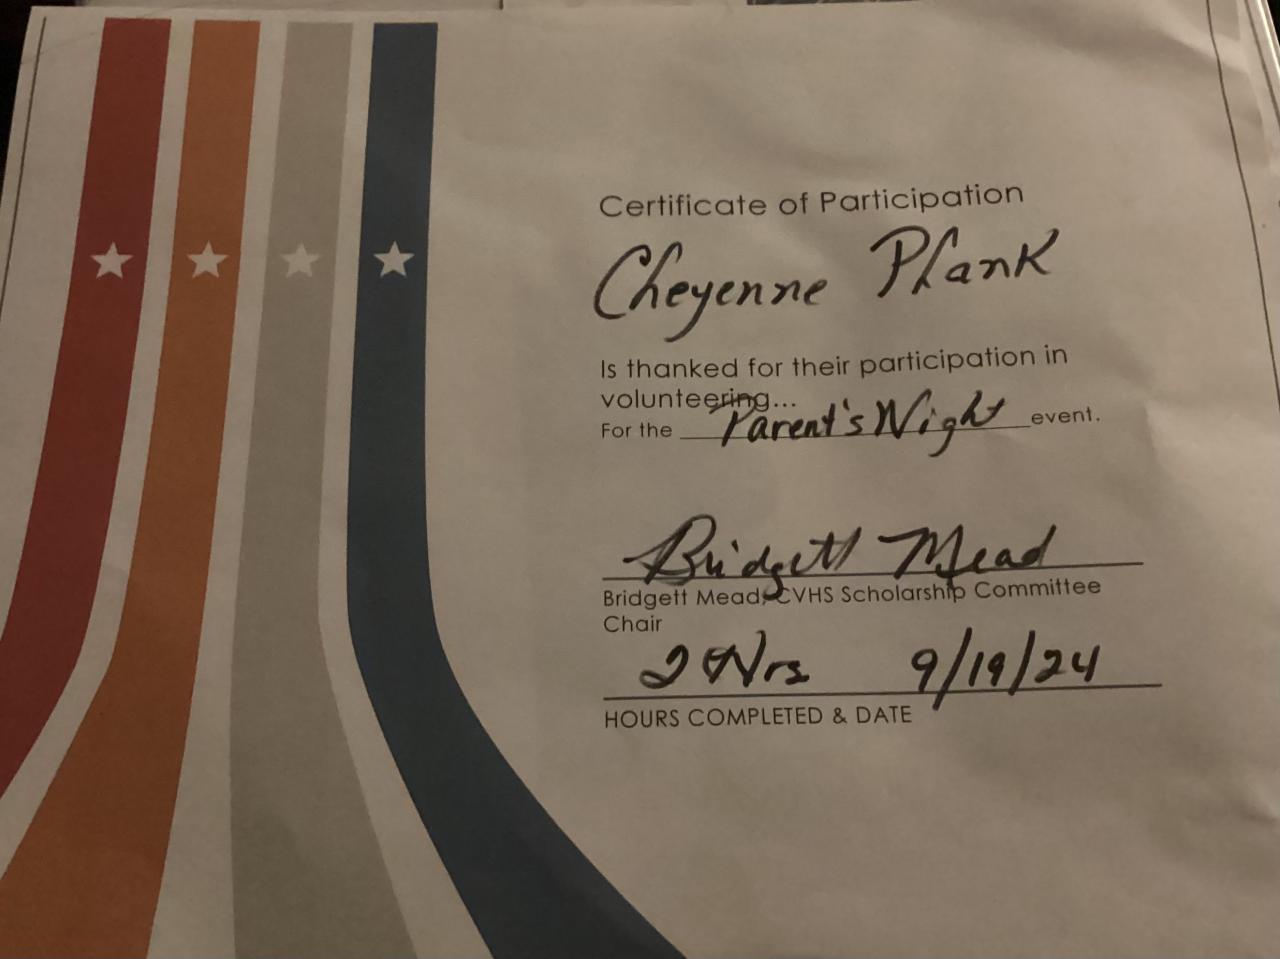 Certificate of Participation
Cheyenne Plank
Is thanked for their participation in
volunteering...
For the Parent's Night event.
Bridgett Mead
Bridgett Mead, CVHS Scholarship Committee
Chair
2 Hrs 9/19/24
HOURS COMPLETED & DATE